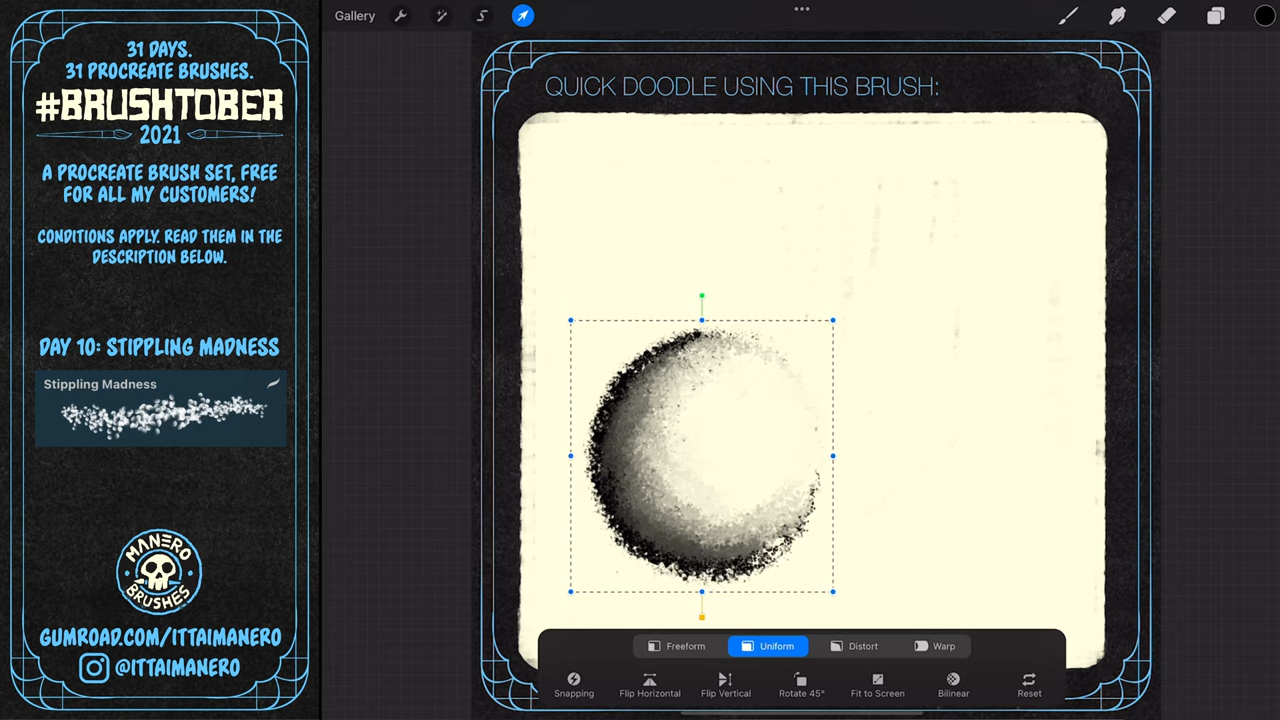 31 DAYS.
31 PROCREATE BRUSHES.
#BRUSHTOBER
2021
A PROCREATE BRUSH SET, FREE
FOR ALL MY CUSTOMERS!
CONDITIONS APPLY. READ THEM IN THE
DESCRIPTION BELOW.
DAY 10: STIPPLING MADNESS
Stippling Madness
MANERO
BRUSHES
GUMROAD.COM/ITTAIMANERO
@ITTAIMANERO
Gallery
QUICK DOODLE USING THIS BRUSH:
Freeform
Uniform
Distort
Warp
Snapping
Flip Horizontal
Flip Vertical
Rotate 45°
Fit to Screen
Bilinear
Reset